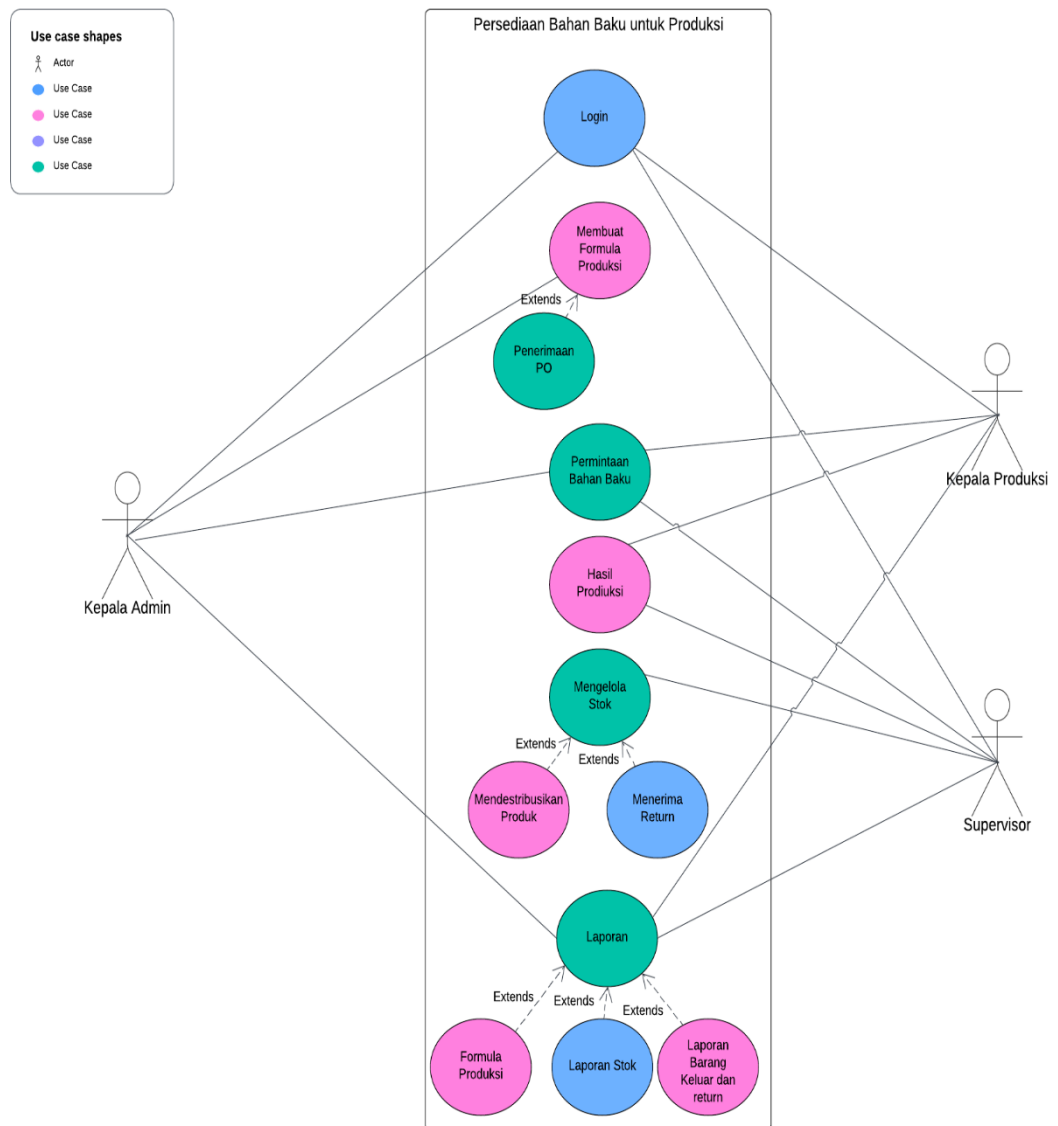 Use case shapes
Actor
Use Case
Use Case
Use Case
Use Case
Persediaan Bahan Baku untuk Produksi
Login
Membuat
Formula
Produksi
Extends
Penerimaan
PO
Permintaan
Bahan Baku
Kepala Produksi
Hasil
Prodiuksi
Kepala Admin
Mengelola
Stok
Extends
Extends
Mendestribusikan
Produk
Menerima
Return
Supervisor
Laporan
Extends
Extends
Extends
Formula
Produksi
Laporan Stok
Laporan
Barang
Keluar dan
return